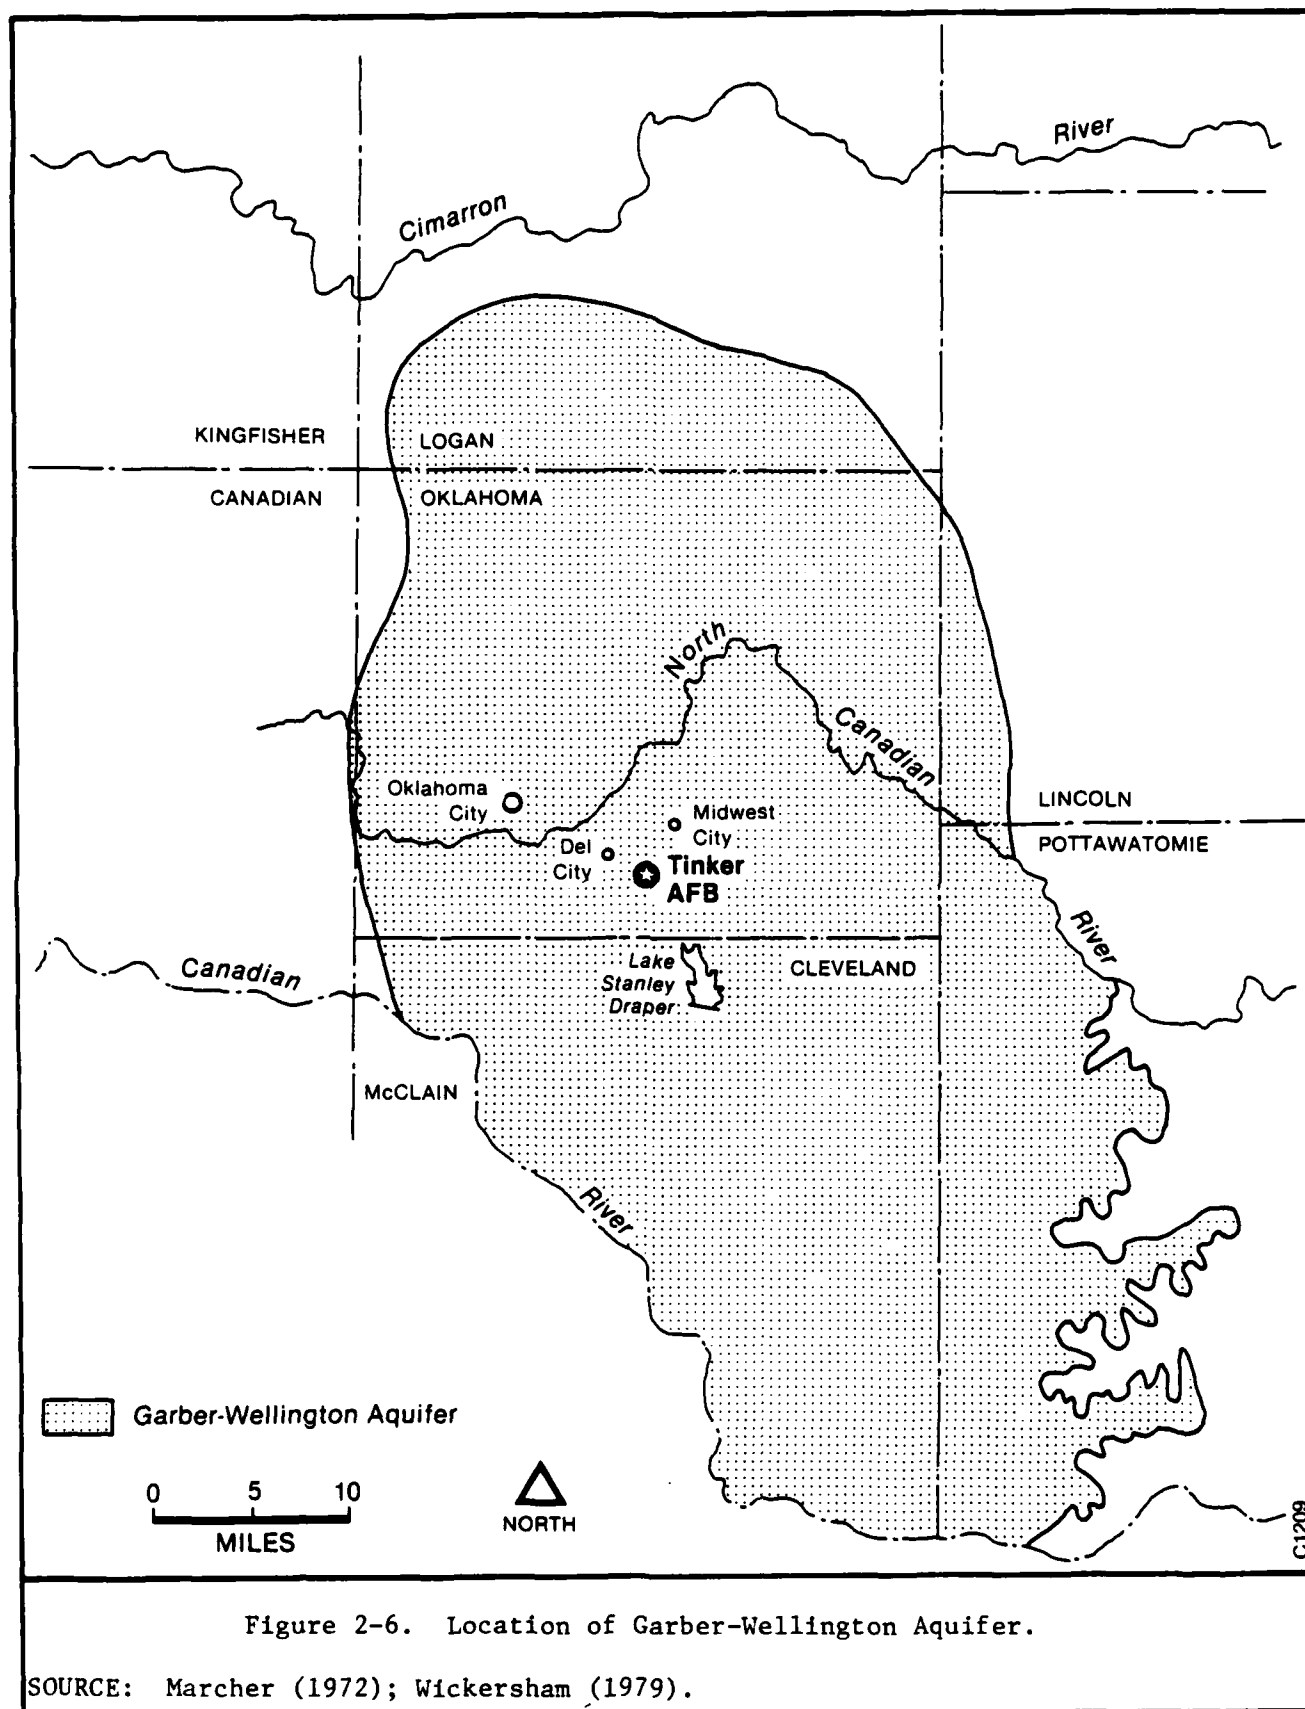 River
Cimarron
KINGFISHER
LOGAN
CANADIAN
OKLAHOMA
North
Canadian
River
Oklahoma
City
Midwest
City
Del
City
Tinker
AFB
LINCOLN
POTTAWATOMIE
Canadian
River
Lake
Stanley
Draper
CLEVELAND
McCLAIN
Garber-Wellington Aquifer
0 5 10
MILES
NORTH
C1209
Figure 2-6. Location of Garber-Wellington Aquifer.
SOURCE: Marcher (1972); Wickersham (1979).